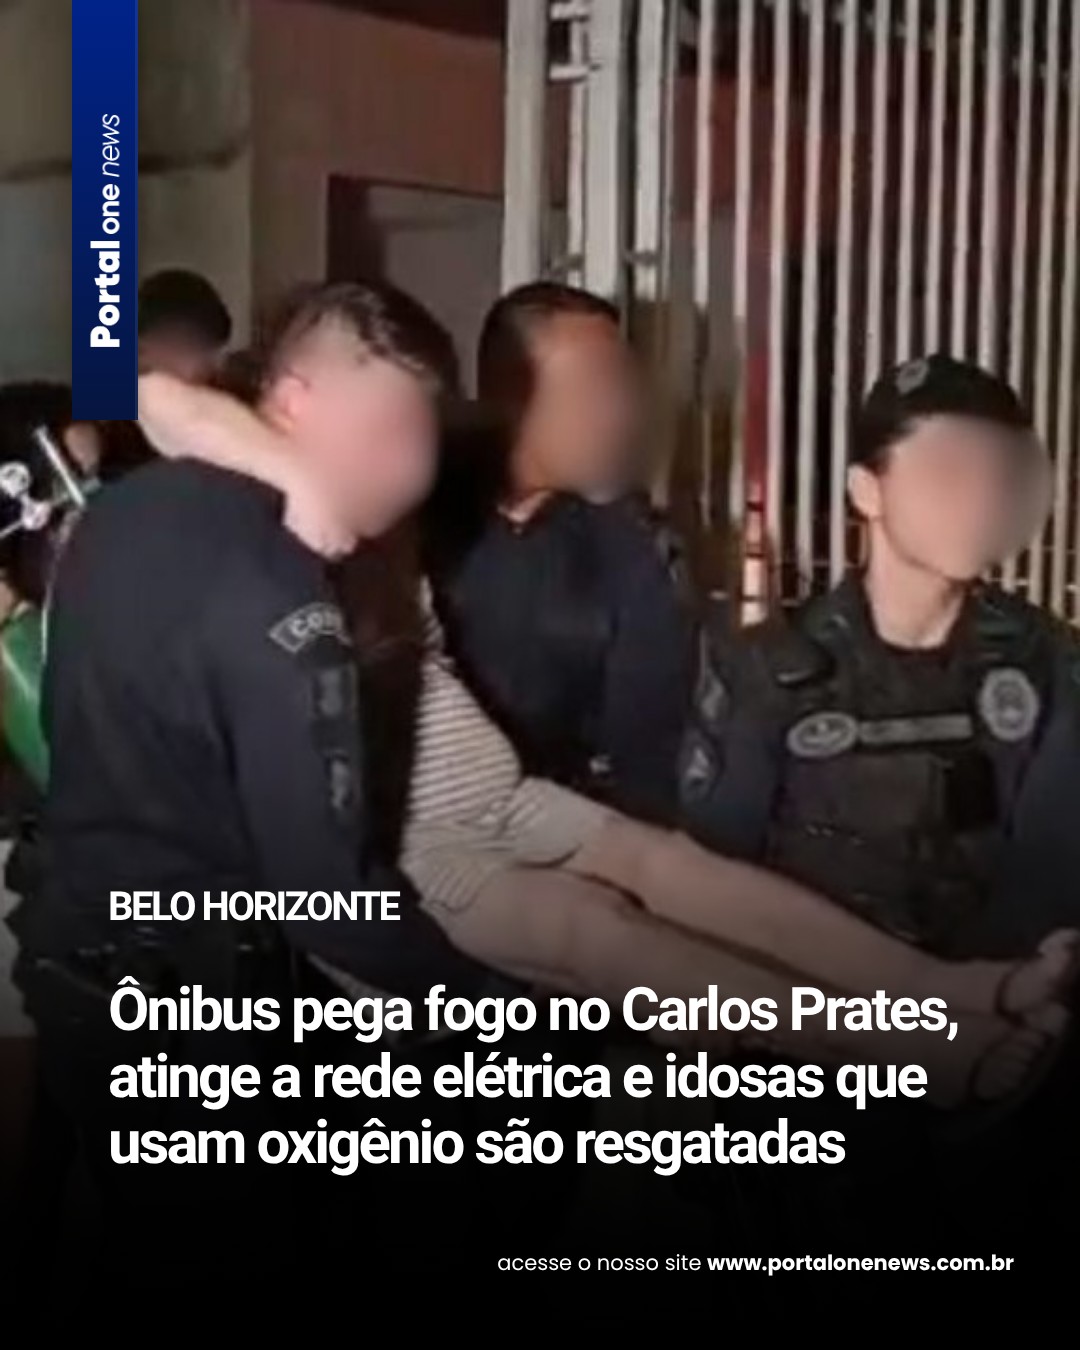 Portal one news
BELO HORIZONTE
Ônibus pega fogo no Carlos Prates,
atinge a rede elétrica e idosas que
usam oxigênio são resgatadas
acesse o nosso site www.portalonenews.com.br